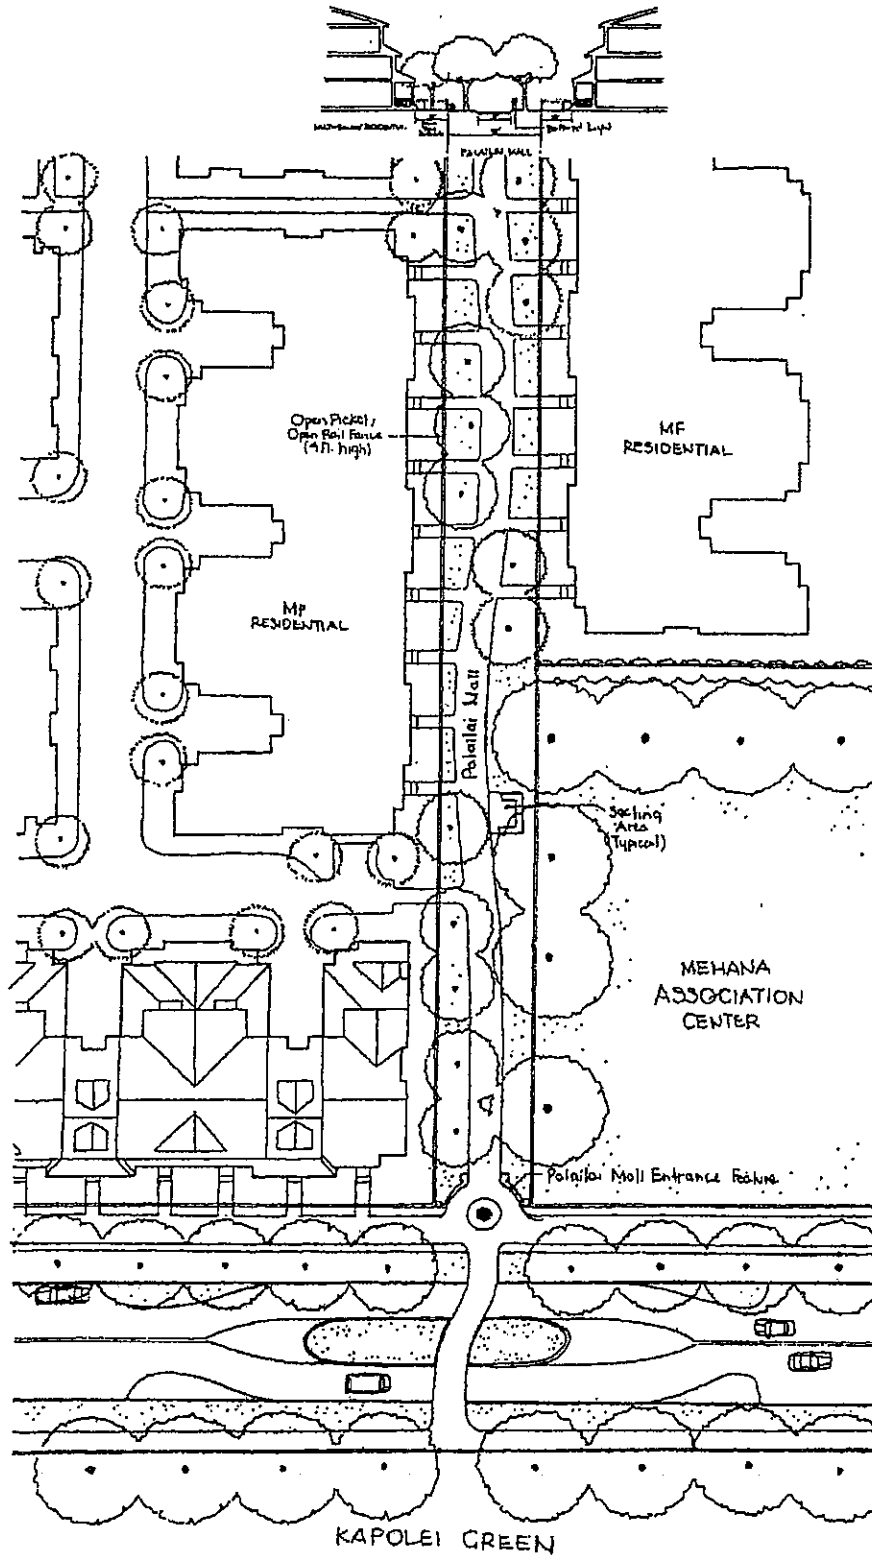 PALAILAI MALL
Open Picket /
Open Rail Fence
(4 ft. high)
MF
RESIDENTIAL
MF
RESIDENTIAL
Palailai Mall
Seating
Area
(Typical)
MEHANA
ASSOCIATION
CENTER
Palailai Mall Entrance Feature
KAPOLEI GREEN